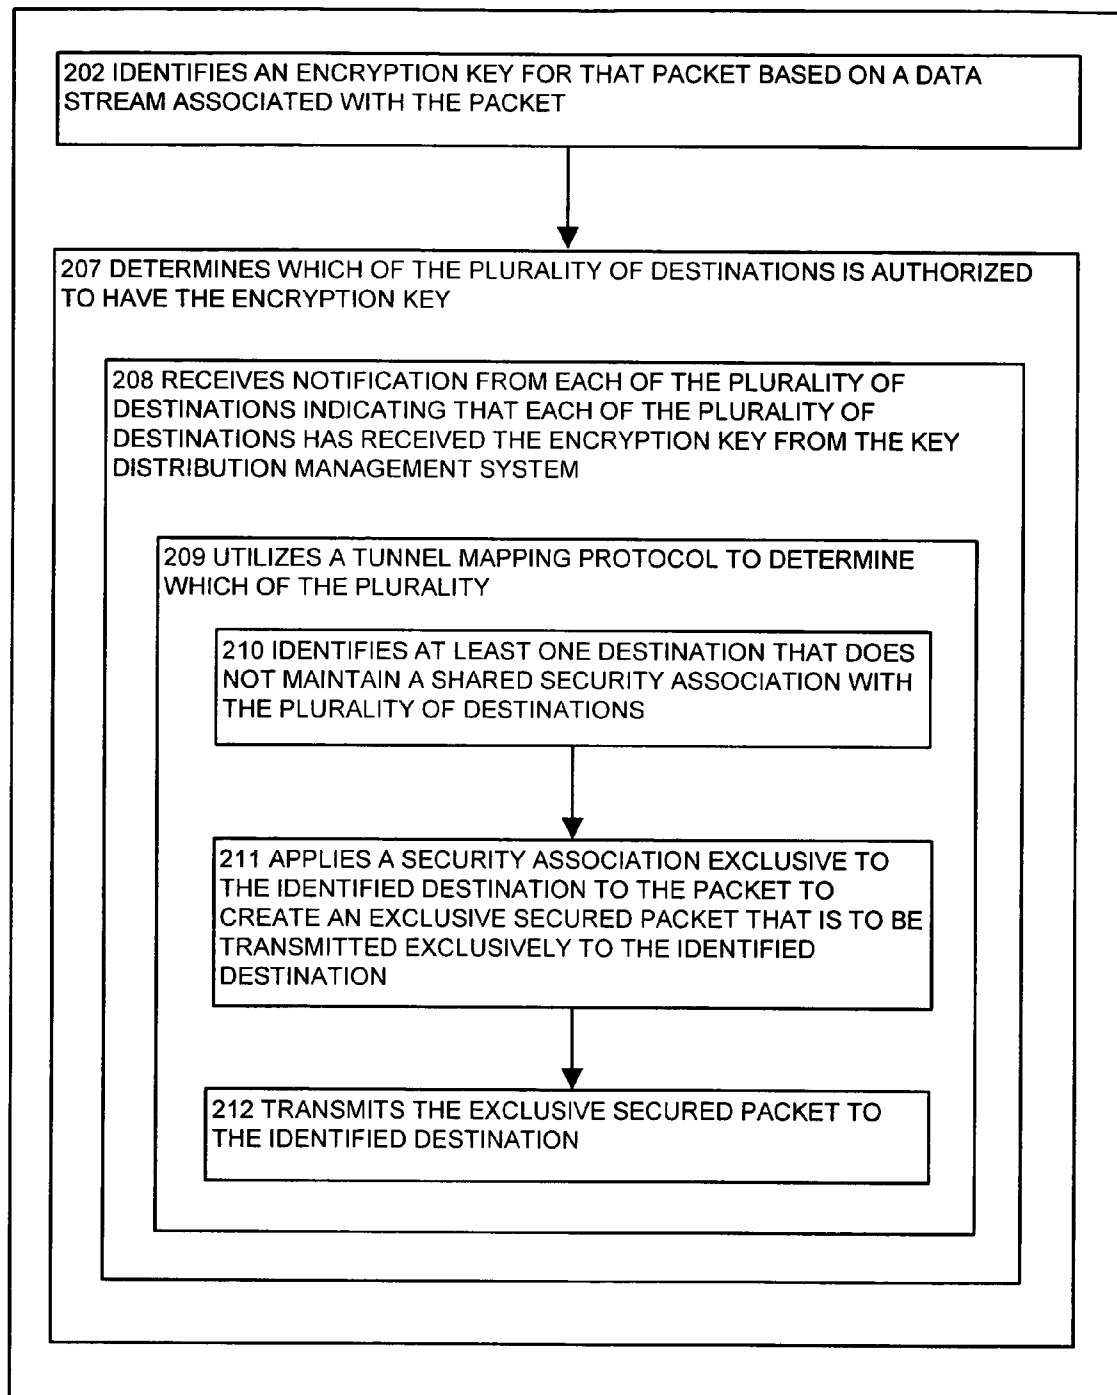 202 IDENTIFIES AN ENCRYPTION KEY FOR THAT PACKET BASED ON A DATA
STREAM ASSOCIATED WITH THE PACKET
207 DETERMINES WHICH OF THE PLURALITY OF DESTINATIONS IS AUTHORIZED
TO HAVE THE ENCRYPTION KEY
208 RECEIVES NOTIFICATION FROM EACH OF THE PLURALITY OF
DESTINATIONS INDICATING THAT EACH OF THE PLURALITY OF
DESTINATIONS HAS RECEIVED THE ENCRYPTION KEY FROM THE KEY
DISTRIBUTION MANAGEMENT SYSTEM
209 UTILIZES A TUNNEL MAPPING PROTOCOL TO DETERMINE
WHICH OF THE PLURALITY
210 IDENTIFIES AT LEAST ONE DESTINATION THAT DOES
NOT MAINTAIN A SHARED SECURITY ASSOCIATION WITH
THE PLURALITY OF DESTINATIONS
211 APPLIES A SECURITY ASSOCIATION EXCLUSIVE TO
THE IDENTIFIED DESTINATION TO THE PACKET TO
CREATE AN EXCLUSIVE SECURED PACKET THAT IS TO BE
TRANSMITTED EXCLUSIVELY TO THE IDENTIFIED
DESTINATION
212 TRANSMITS THE EXCLUSIVE SECURED PACKET TO
THE IDENTIFIED DESTINATION